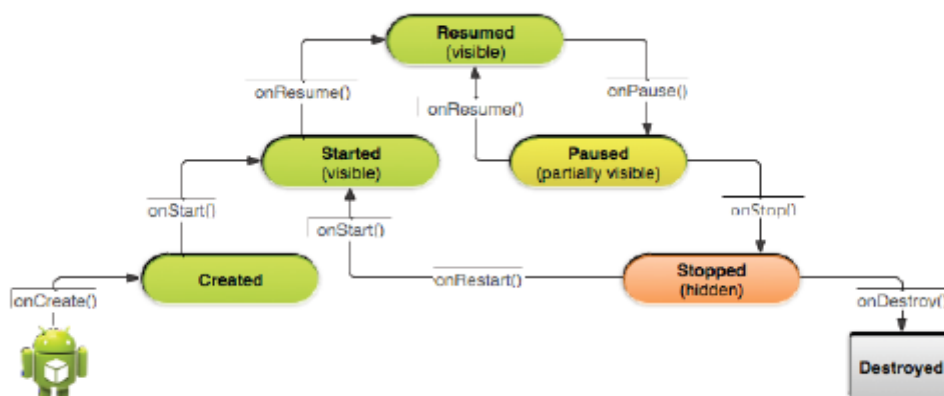 Resumed
(visible)
onResume()
onResume()
onPause()
Started
(visible)
Paused
(partially visible)
onStart()
onStart()
onStop()
Created
onRestart()
Stopped
(hidden)
onCreate()
onDestroy()
Destroyed